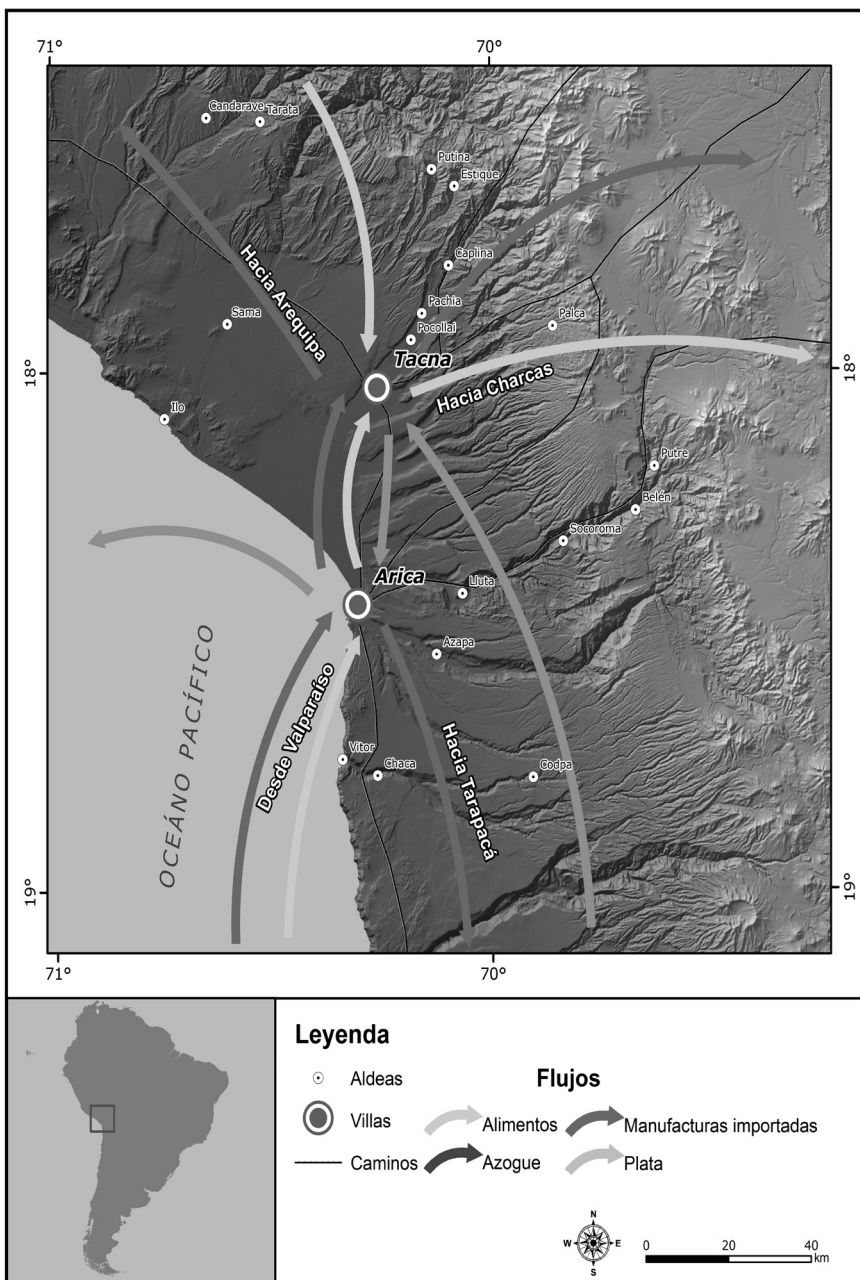 71°
70°
Candarave
Tarata
Putina
Estique
Caplina
Hacia Arequipa
Pachia
Sama
Palca
Pocollai
Tacna
18°
18°
Hacia Charcas
Ilo
Putre
Belén
Socoroma
Arica
Lluta
Azapa
OCEÁNO PACÍFICO
Desde Valparaíso
Hacia Tarapacá
Vitor
Chaca
Codpa
19°
19°
71°
70°
Leyenda
Aldeas
Flujos
Villas
Alimentos
Manufacturas importadas
Caminos
Azogue
Plata
N
W
E
S
0
20
40
km